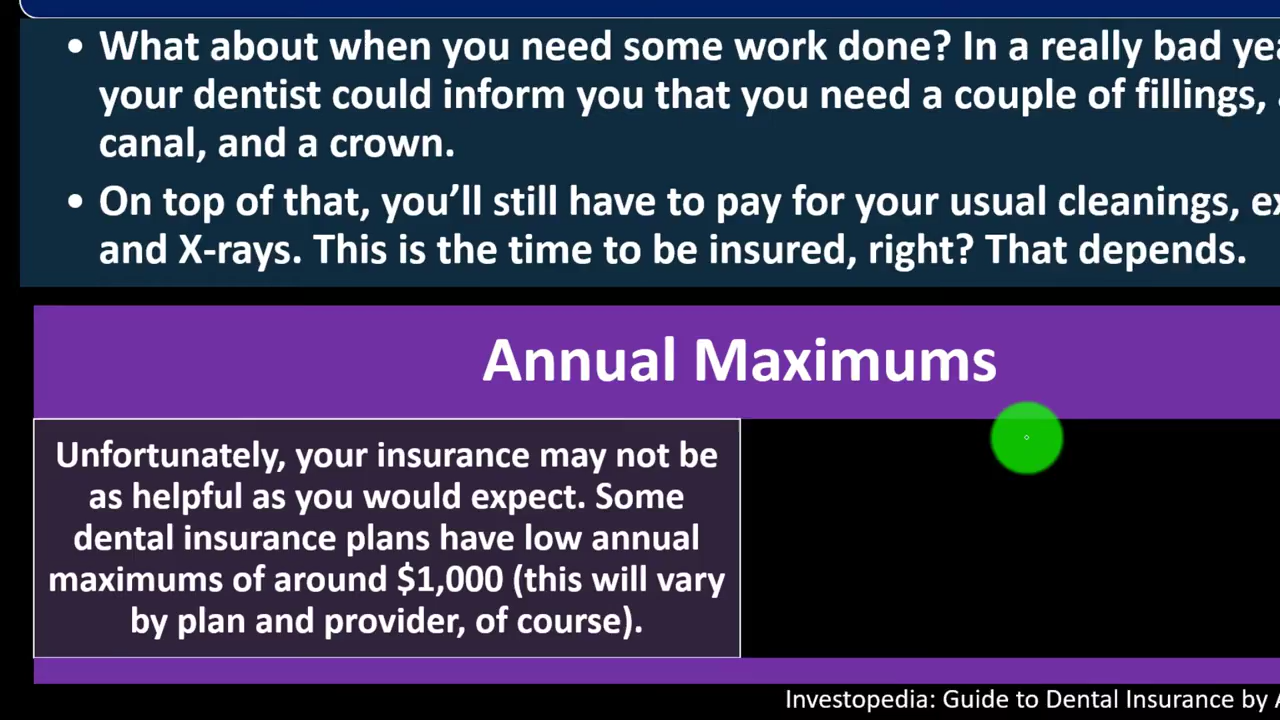 • What about when you need some work done? In a really bad
your dentist could inform you that you need a couple of fillings,
canal, and a crown.
• On top of that, you’ll still have to pay for your usual cleanings,
and X-rays. This is the time to be insured, right? That depends.
Annual Maximums
Unfortunately, your insurance may not be
as helpful as you would expect. Some
dental insurance plans have low annual
maximums of around $1,000 (this will vary
by plan and provider, of course).
Investopedia: Guide to Dental Insurance by